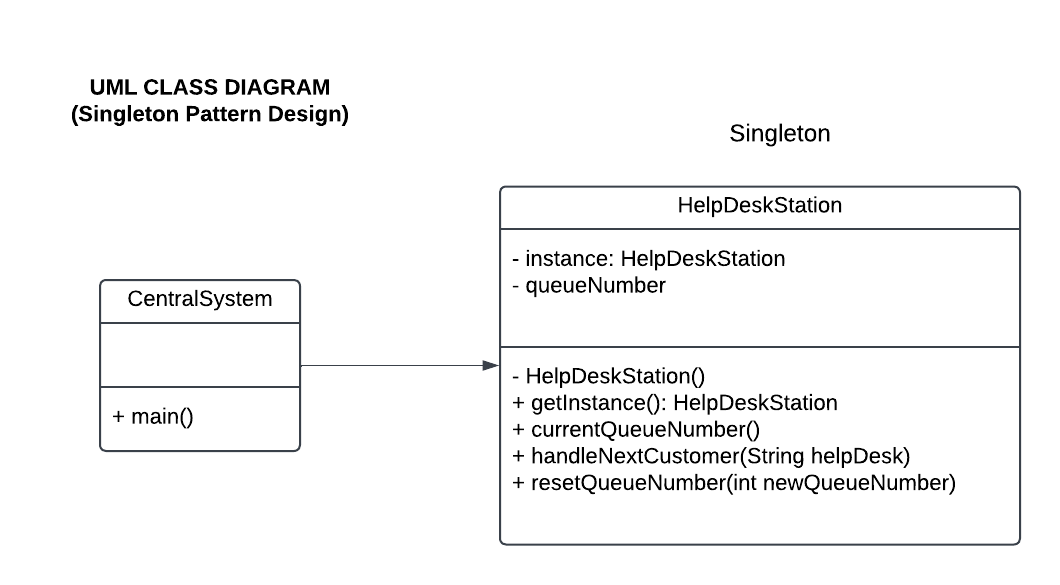 UML CLASS DIAGRAM
(Singleton Pattern Design)
Singleton
HelpDeskStation
- instance: HelpDeskStation
- queueNumber
CentralSystem
- HelpDeskStation()
+ getInstance(): HelpDeskStation
+ main()
+ currentQueueNumber()
+ handleNextCustomer(String helpDesk)
+ resetQueueNumber(int newQueueNumber)